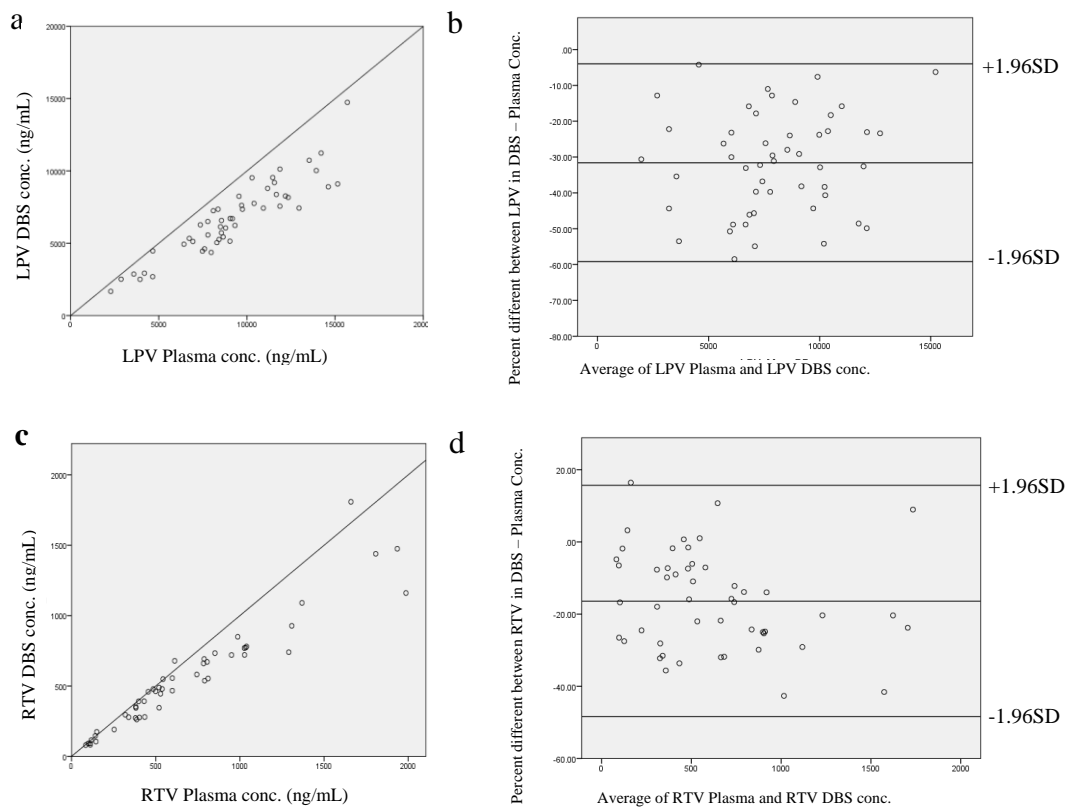 a
LPV DBS conc. (ng/mL)
20000
15000
10000
5000
0
0 5000 10000 15000 20000
LPV Plasma conc. (ng/mL)
b
Percent different between LPV in DBS – Plasma Conc.
.00
-10.00
-20.00
-30.00
-40.00
-50.00
-60.00
-70.00
-80.00
+1.96SD
-1.96SD
0 5000 10000 15000
Average of LPV Plasma and LPV DBS conc.
c
RTV DBS conc. (ng/mL)
2000
1500
1000
500
0
0 500 1000 1500 2000
RTV Plasma conc. (ng/mL)
d
Percent different between RTV in DBS – Plasma Conc.
20.00
.00
-20.00
-40.00
-60.00
+1.96SD
-1.96SD
0 500 1000 1500 2000
Average of RTV Plasma and RTV DBS conc.